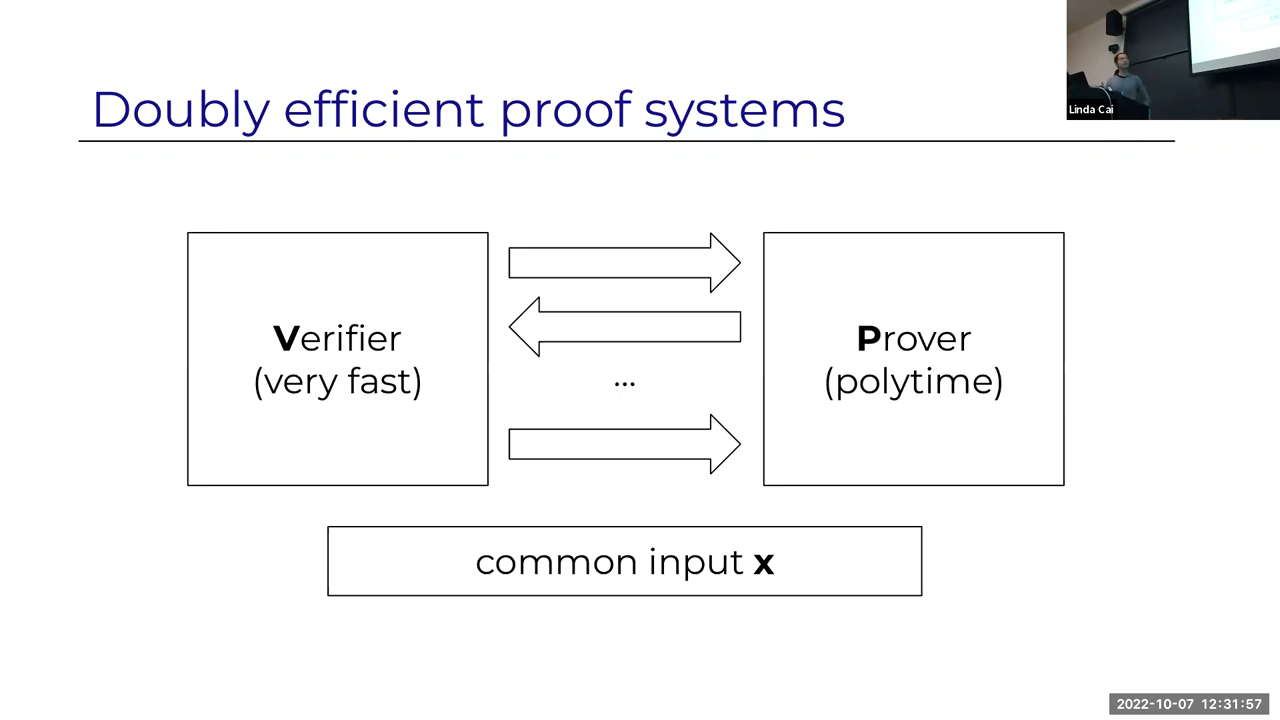 Doubly efficient proof systems
Linda Cai
Verifier
(very fast)
...
Prover
(polytime)
common input x
2022-10-07 12:31:57